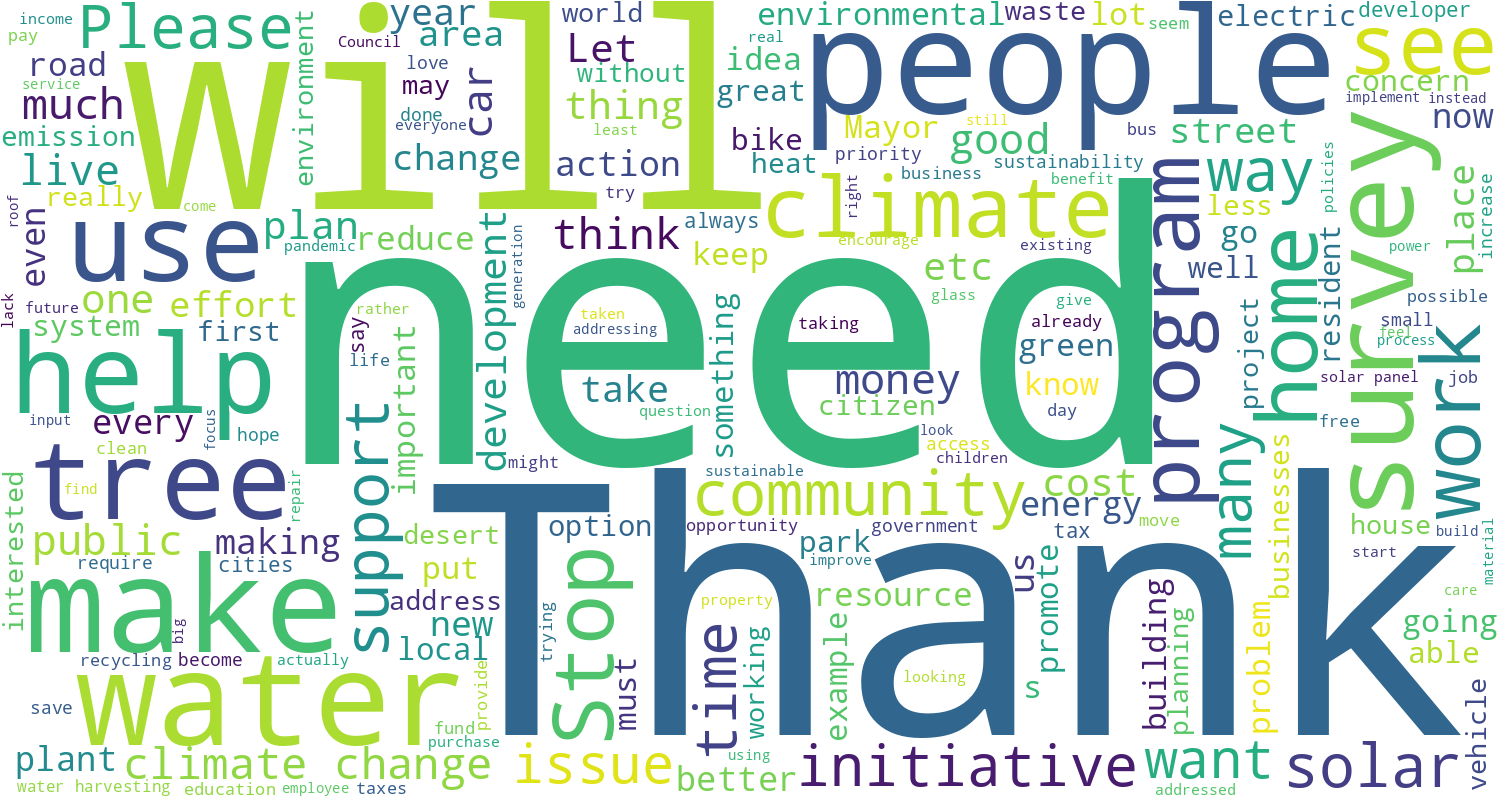 income
pay
Please
will
year
area
world
Council
Let
environmental
waste
lot
seem
electric
developer
see
road
service
much
emission
live
really
come
environment
love
may
done
everyone
car
change
without
thing
least
action
try
people
real
idea
great
bike
heat
Mayor
priority
good
still
bus
sustainability
business
benefit
street
concern
implement
instead
now
roof
even
use
plan
pandemic
reduce
think
always
keep
climate
right
encourage
existing
program
way
less
go
well
home
policies
resident
survey
place
increase
power
lack
future
one
effort
system
first
help
rather
say
life
development
generation
need
taken
addressing
take
question
something
taking
money
citizen
etc
glass
give
already
green
know
day
look
access
children
project
many
free
possible
small
feel
process
solar panel
job
work
input
every
focus
hope
clean
tree
find
repair
support
important
might
sustainable
community
cost
energy
opportunity
government
tax
move
businesses
house
build
start
material
interested
public
require
making
cities
make
desert
put
address
new
local
Thank
option
Stop
trying
park
improve
resource
property
us
promote
building
planning
problem
care
going
able
big
recycling
become
actually
water
save
provide
fund
purchase
must
time
working
example
looking
s
vehicle
plant
climate change
issue
using
better
initiative
want
addressed
solar
water harvesting
education
employee
taxes